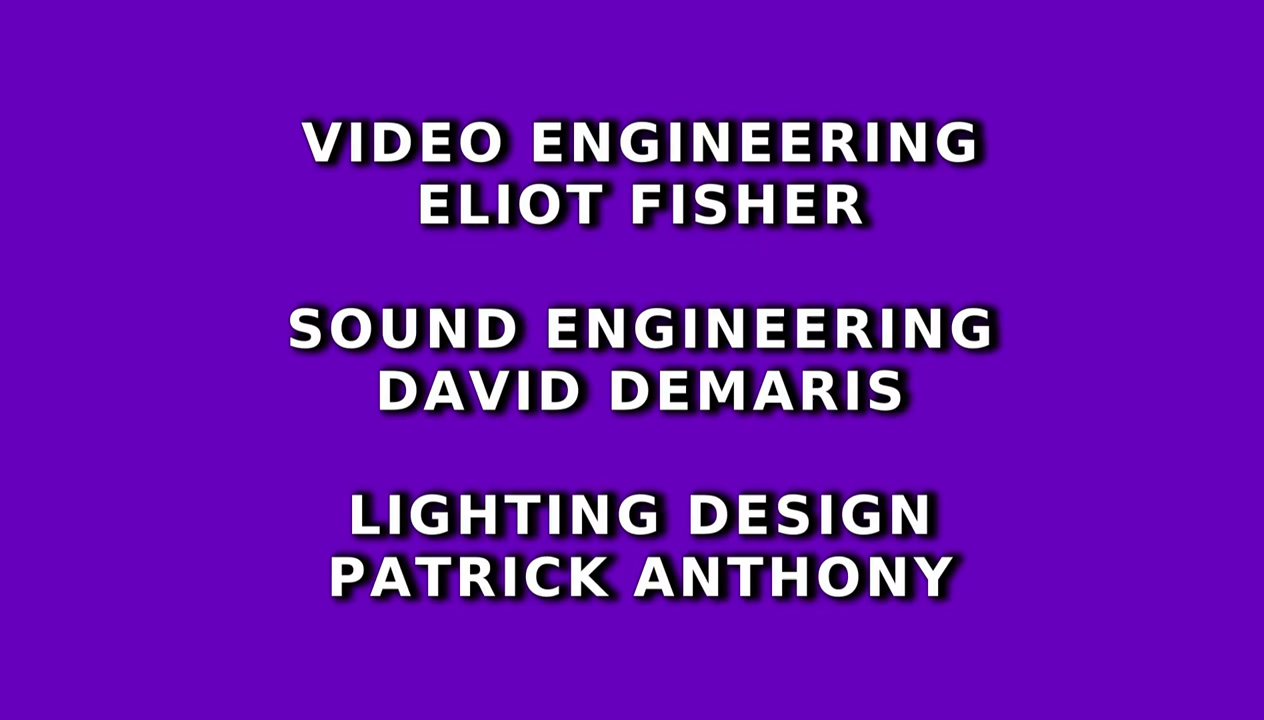 VIDEO ENGINEERING
ELIOT FISHER
SOUND ENGINEERING
DAVID DEMARIS
LIGHTING DESIGN
PATRICK ANTHONY